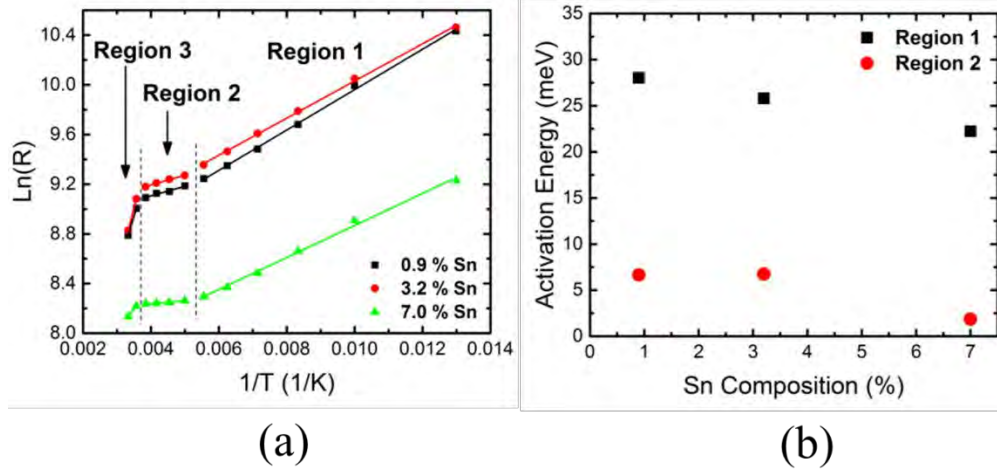 10.4
10.0
9.6
9.2
8.8
8.4
8.0
Ln(R)
Region 3
Region 2
Region 1
0.9 % Sn
3.2 % Sn
7.0 % Sn
0.002 0.004 0.006 0.008 0.010 0.012 0.014
1/T (1/K)
(a)
35
30
25
20
15
10
5
0
Activation Energy (meV)
Region 1
Region 2
0 1 2 3 4 5 6 7
Sn Composition (%)
(b)